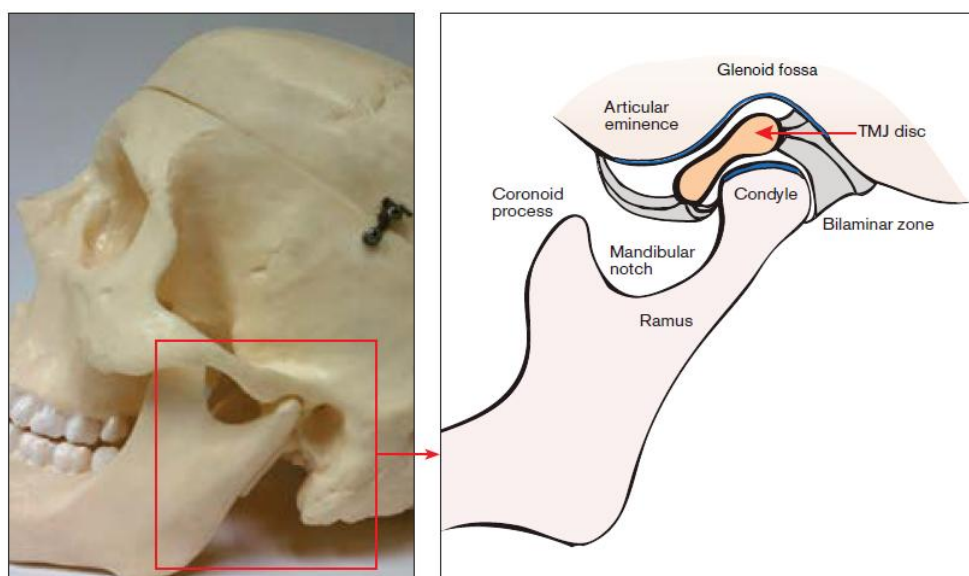 Glenoid fossa
Articular
eminence
TMJ disc
Coronoid
process
Condyle
Bilaminar zone
Mandibular
notch
Ramus